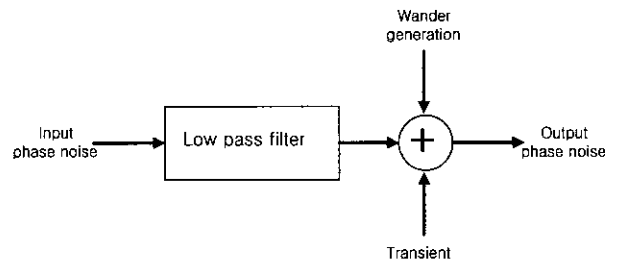 Wander
generation
Input
phase noise
Low pass filter
Output
phase noise
Transient